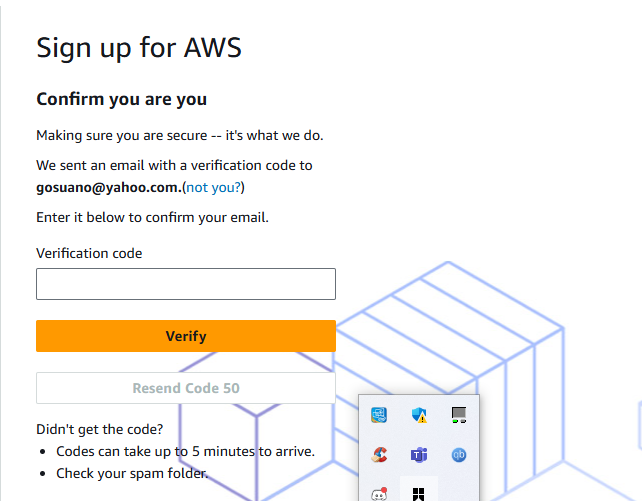 Sign up for AWS
Confirm you are you
Making sure you are secure -- it's what we do.
We sent an email with a verification code to
gosuano@yahoo.com.(not you?)
Enter it below to confirm your email.
Verification code
Verify
Resend Code 50
Didn't get the code?
Codes can take up to 5 minutes to arrive.
Check your spam folder.
qb